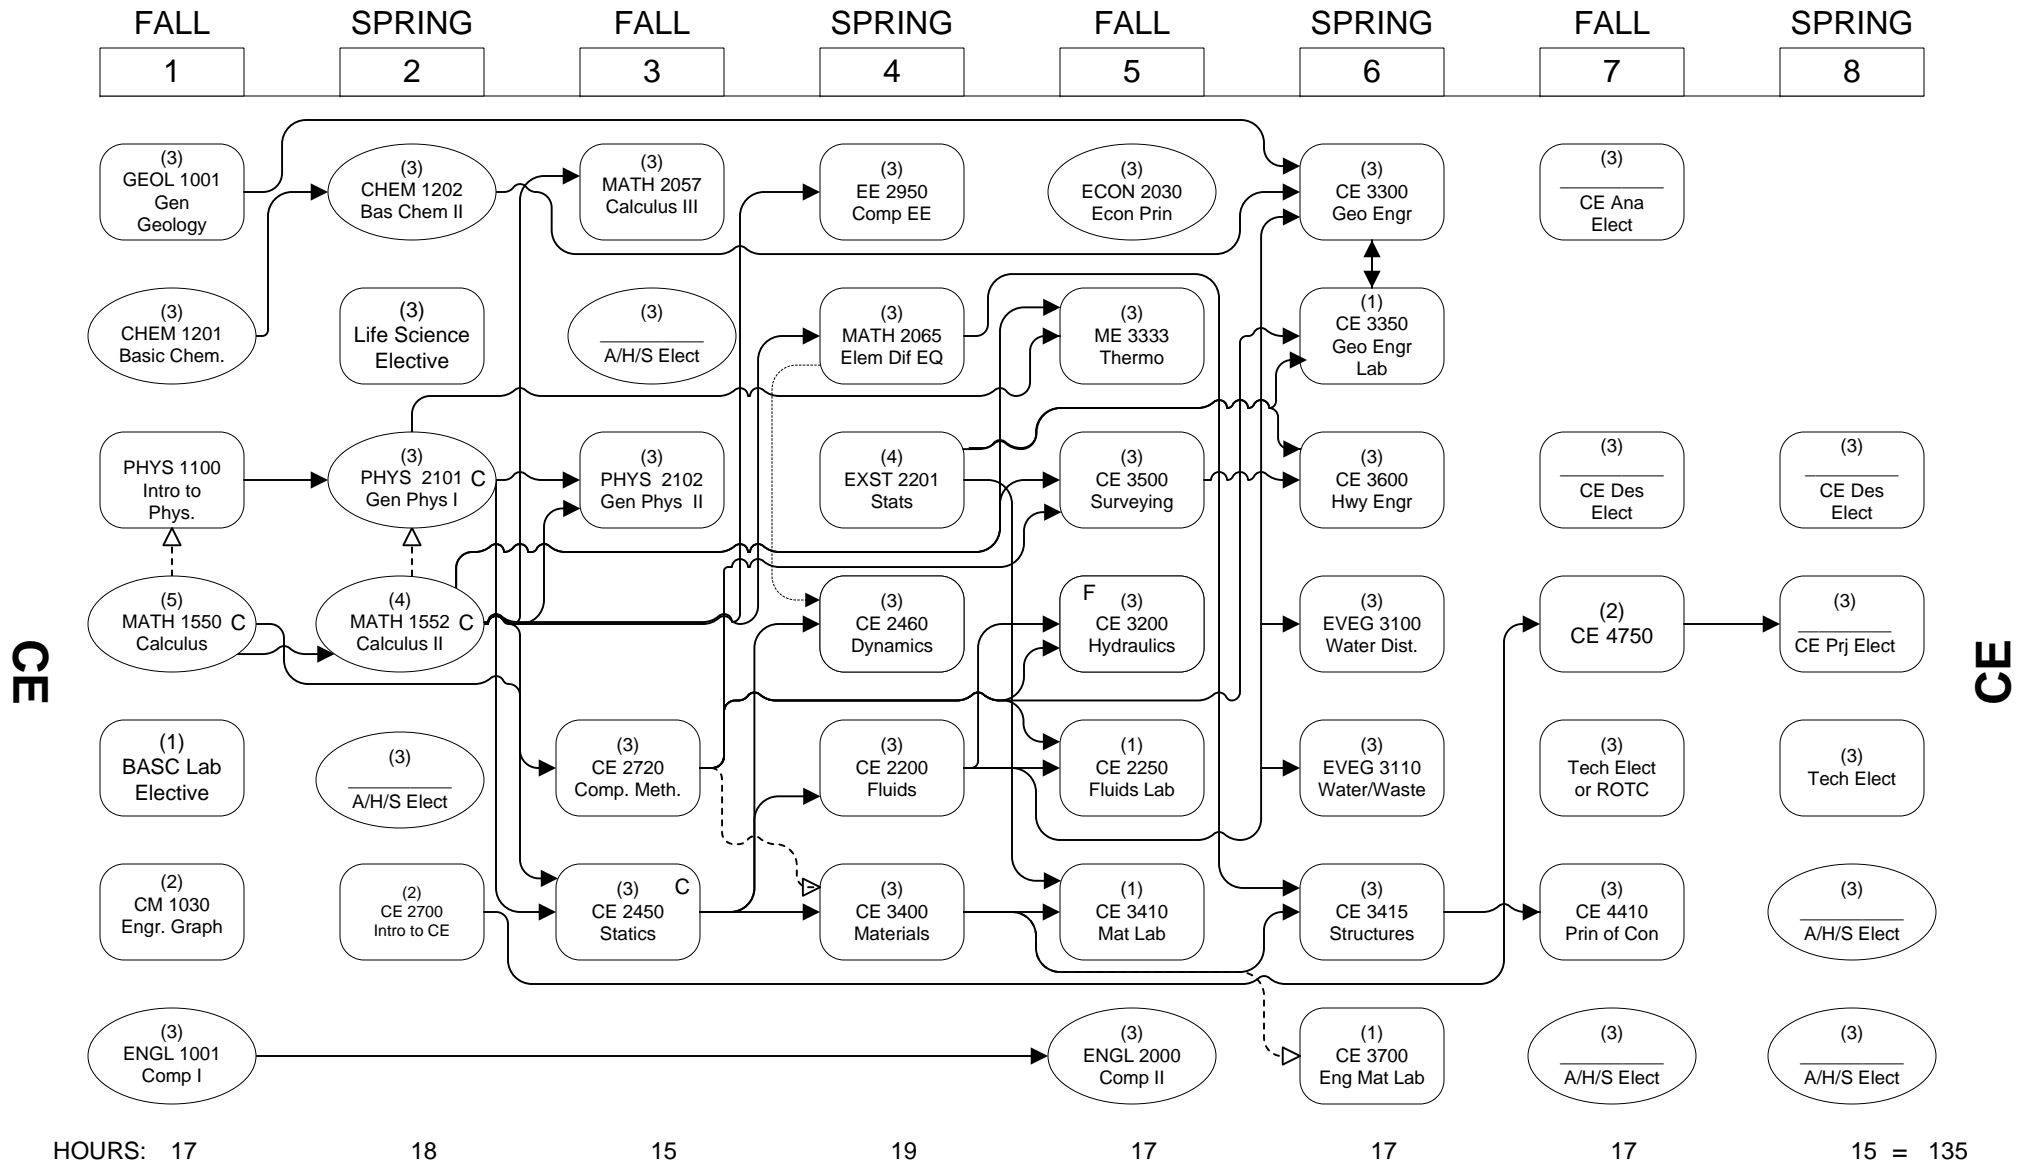 FALL
SPRING
FALL
SPRING
FALL
SPRING
FALL
SPRING
1
2
3
4
5
6
7
8
(3)
GEOL 1001
Gen
Geology
(3)
CHEM 1202
Bas Chem II
(3)
MATH 2057
Calculus III
(3)
EE 2950
Comp EE
(3)
ECON 2030
Econ Prin
(3)
CE 3300
Geo Engr
(3)
CE Ana
Elect
(3)
CHEM 1201
Basic Chem.
(3)
Life Science
Elective
(3)
A/H/S Elect
(3)
MATH 2065
Elem Dif EQ
(3)
ME 3333
Thermo
(1)
CE 3350
Geo Engr
Lab
PHYS 1100
Intro to
Phys.
(3)
PHYS 2101 C
Gen Phys I
(3)
PHYS 2102
Gen Phys II
(4)
EXST 2201
Stats
(3)
CE 3500
Surveying
(3)
CE 3600
Hwy Engr
(3)
CE Des
Elect
(3)
CE Des
Elect
(5)
MATH 1550 C
Calculus
(4)
MATH 1552 C
Calculus II
(3)
CE 2460
Dynamics
F
(3)
CE 3200
Hydraulics
(3)
EVEG 3100
Water Dist.
(2)
CE 4750
(3)
CE Prj Elect
CE
CE
(1)
BASC Lab
Elective
(3)
A/H/S Elect
(3)
CE 2720
Comp. Meth.
(3)
CE 2200
Fluids
(1)
CE 2250
Fluids Lab
(3)
EVEG 3110
Water/Waste
(3)
Tech Elect
or ROTC
(3)
Tech Elect
(2)
CM 1030
Engr. Graph
(2)
CE 2700
Intro to CE
(3) C
CE 2450
Statics
(3)
CE 3400
Materials
(1)
CE 3410
Mat Lab
(3)
CE 3415
Structures
(3)
CE 4410
Prin of Con
(3)
A/H/S Elect
(3)
ENGL 1001
Comp I
(3)
ENGL 2000
Comp II
(1)
CE 3700
Eng Mat Lab
(3)
A/H/S Elect
(3)
A/H/S Elect
HOURS: 17 18 15 19 17 17 17 15 = 135